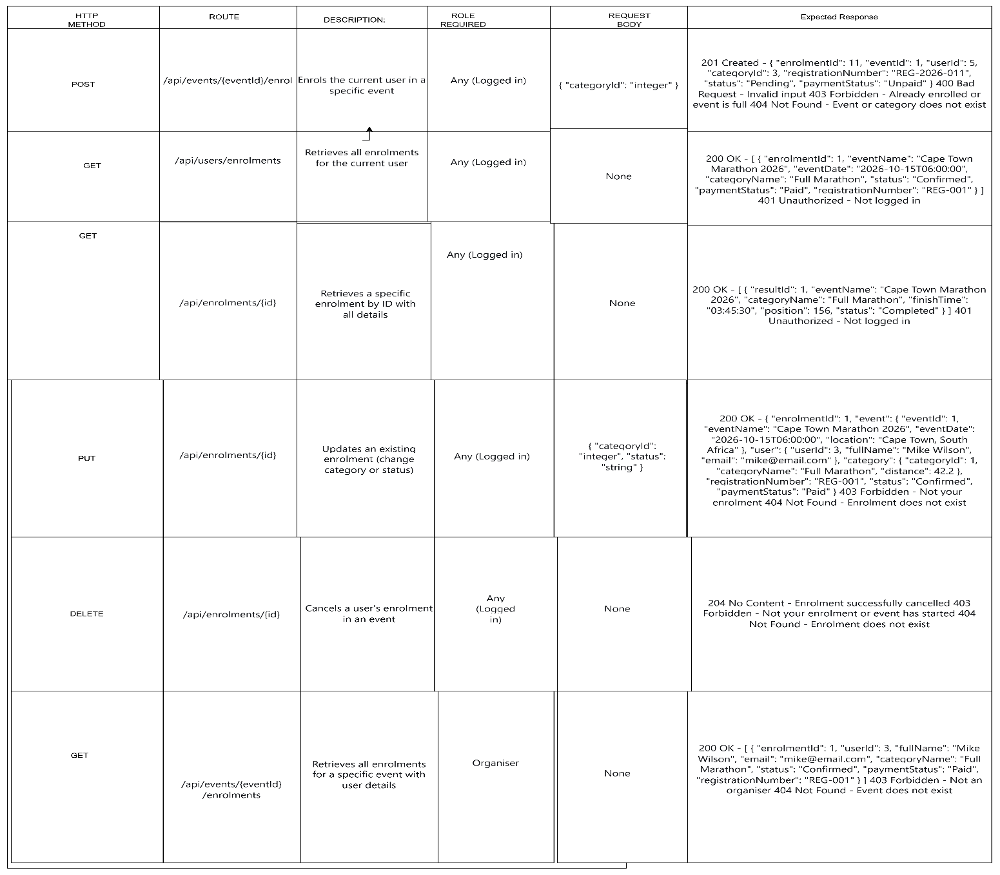 HTTP
METHOD
ROUTE
DESCRIPTION:
ROLE
REQUIRED
REQUEST
BODY
Expected Response
POST
/api/events/{eventId}/enrol
Enrols the current user in a
specific event
Any (Logged in)
{ "categoryId": "integer" }
201 Created - { "enrolmentId": 11, "eventId": 1, "userId": 5,
"categoryId": 3, "registrationNumber": "REG-2026-011",
"status": "Pending", "paymentStatus": "Unpaid" } 400 Bad
Request - Invalid input 403 Forbidden - Already enrolled or
event is full 404 Not Found - Event or category does not exist
GET
/api/users/enrolments
Retrieves all enrolments
for the current user
Any (Logged in)
None
200 OK - [ { "enrolmentId": 1, "eventName": "Cape Town
Marathon 2026", "eventDate": "2026-10-15T06:00:00",
"categoryName": "Full Marathon", "status": "Confirmed",
"paymentStatus": "Paid", "registrationNumber": "REG-001" } ]
401 Unauthorized - Not logged in
GET
/api/enrolments/{id}
Retrieves a specific
enrolment by ID with
all details
Any (Logged in)
None
200 OK - [ { "resultId": 1, "eventName": "Cape Town Marathon
2026", "categoryName": "Full Marathon", "finishTime":
"03:45:30", "position": 156, "status": "Completed" } ] 401
Unauthorized - Not logged in
PUT
/api/enrolments/{id}
Updates an existing
enrolment (change
category or status)
Any (Logged in)
{ "categoryId":
"integer", "status":
"string" }
200 OK - { "enrolmentId": 1, "event": { "eventId": 1,
"eventName": "Cape Town Marathon 2026", "eventDate":
"2026-10-15T06:00:00", "location": "Cape Town, South
Africa" }, "user": { "userId": 3, "fullName": "Mike Wilson",
"email": "mike@email.com" }, "category": { "categoryId": 1,
"categoryName": "Full Marathon", "distance": 42.2 },
"registrationNumber": "REG-001", "status": "Confirmed",
"paymentStatus": "Paid" } 403 Forbidden - Not your
enrolment 404 Not Found - Enrolment does not exist
DELETE
/api/enrolments/{id}
Cancels a user's enrolment
in an event
Any
(Logged
in)
None
204 No Content - Enrolment successfully cancelled 403
Forbidden - Not your enrolment or event has started 404
Not Found - Enrolment does not exist
GET
/api/events/{eventId}
/enrolments
Retrieves all enrolments
for a specific event with
user details
Organiser
None
200 OK - [ { "enrolmentId": 1, "userId": 3, "fullName": "Mike
Wilson", "email": "mike@email.com", "categoryName": "Full
Marathon", "status": "Confirmed", "paymentStatus": "Paid",
"registrationNumber": "REG-001" } ] 403 Forbidden - Not an
organiser 404 Not Found - Event does not exist